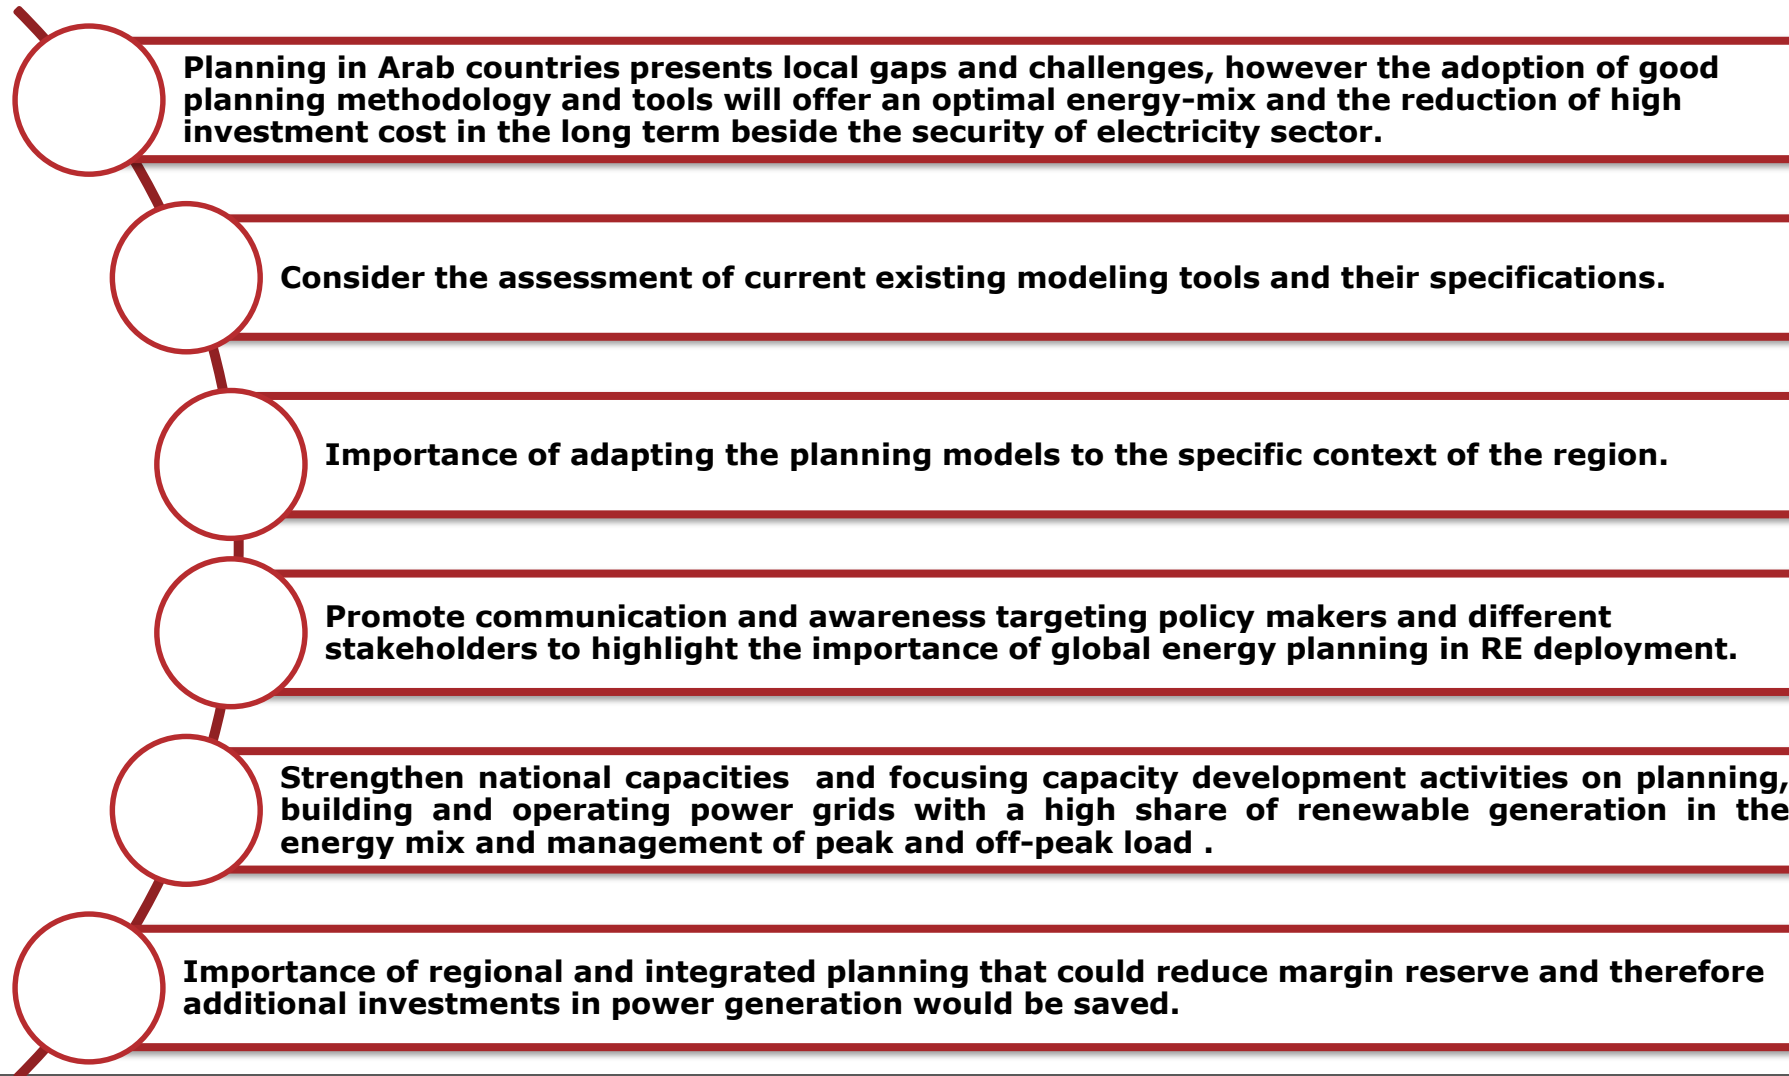 Planning in Arab countries presents local gaps and challenges, however the adoption of good
planning methodology and tools will offer an optimal energy-mix and the reduction of high
investment cost in the long term beside the security of electricity sector.
Consider the assessment of current existing modeling tools and their specifications.
Importance of adapting the planning models to the specific context of the region.
Promote communication and awareness targeting policy makers and different
stakeholders to highlight the importance of global energy planning in RE deployment.
Strengthen national capacities  and focusing capacity development activities on planning,
building and operating power grids with a high share of renewable generation in the
energy mix and management of peak and off-peak load .
Importance of regional and integrated planning that could reduce margin reserve and therefore
additional investments in power generation would be saved.